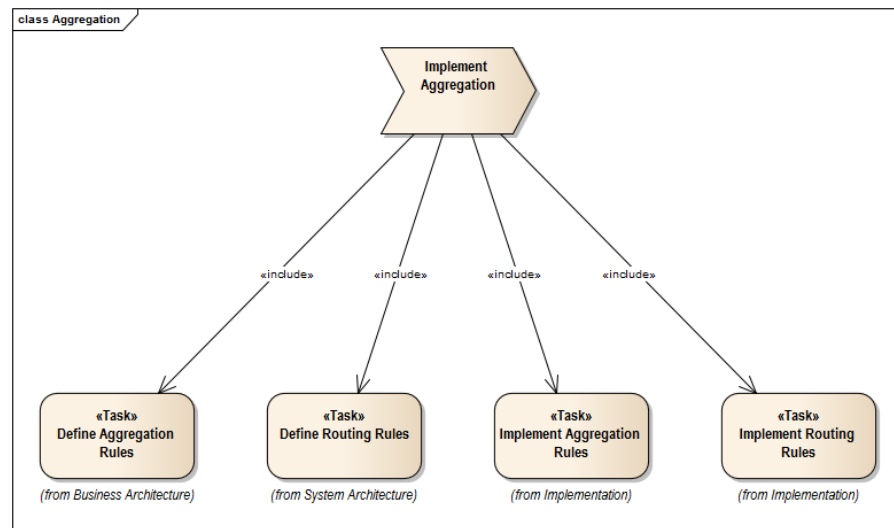 class Aggregation
Implement
Aggregation
«include»
«include»
«include»
«include»
«Task»
Define Aggregation
Rules
(from Business Architecture)
«Task»
Define Routing Rules
(from System Architecture)
«Task»
Implement Aggregation
Rules
(from Implementation)
«Task»
Implement Routing
Rules
(from Implementation)